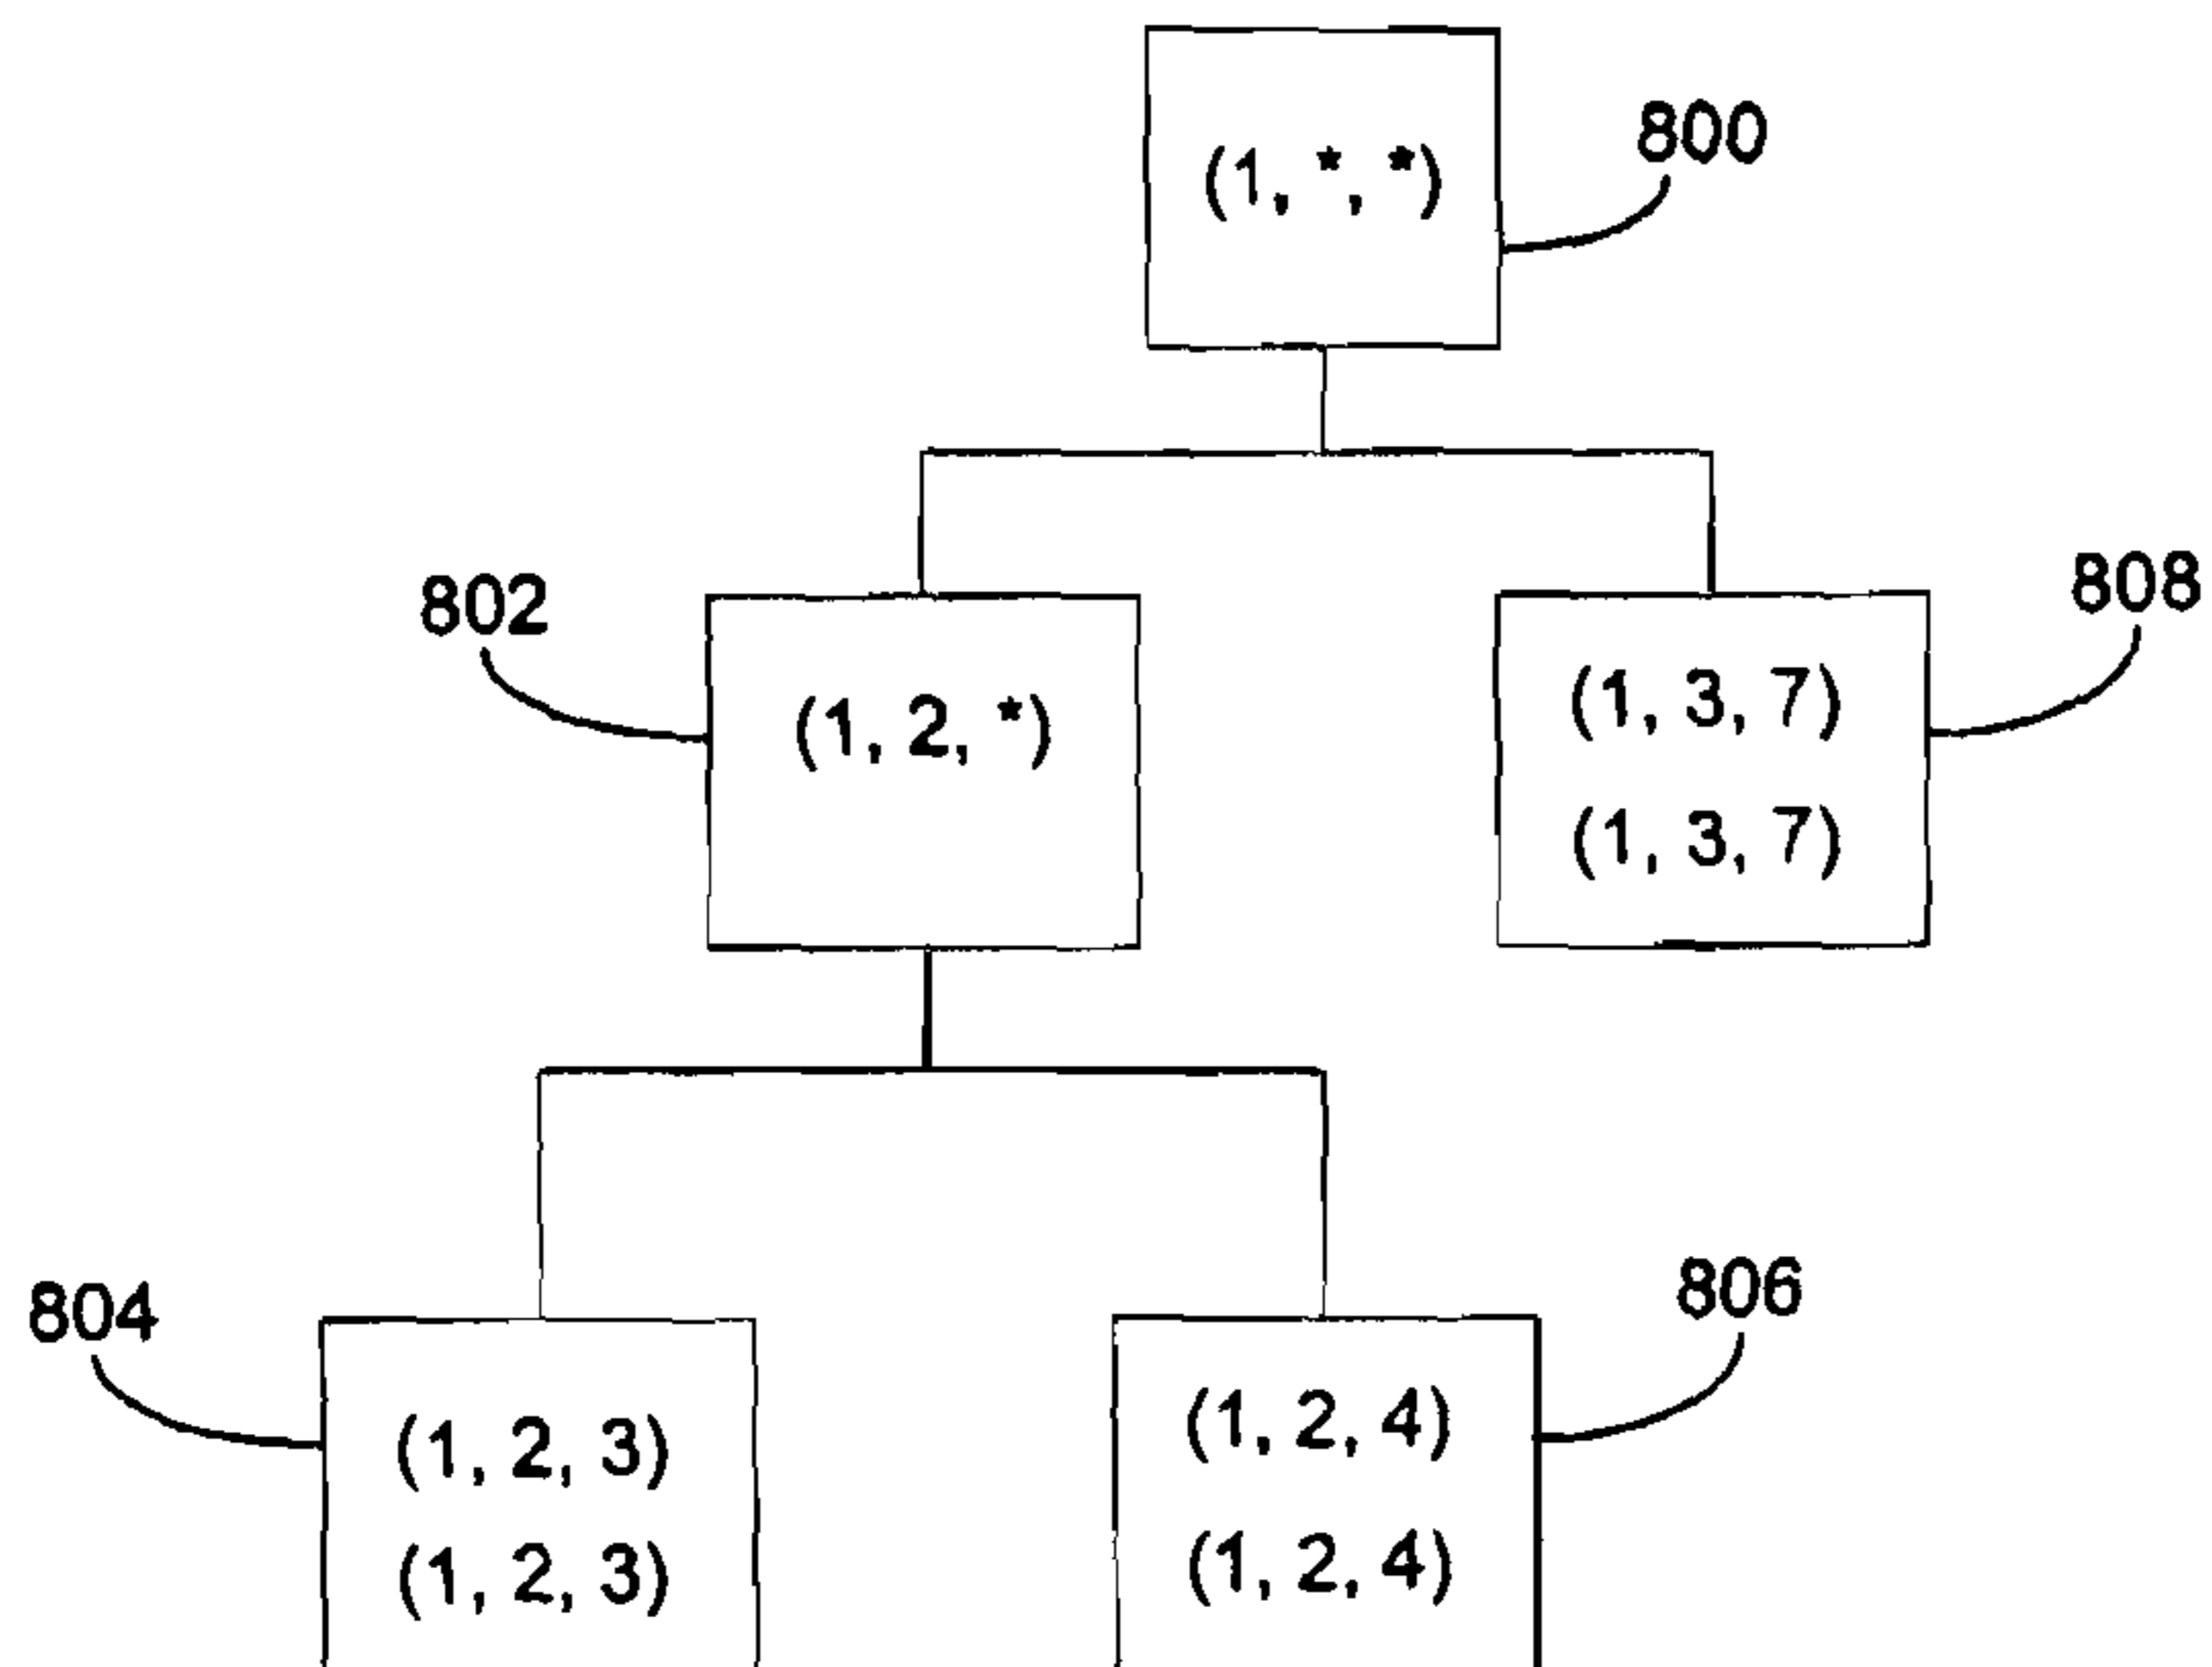 (1, *, *)
800
802
(1, 2, *)
808
(1, 3, 7)
(1, 3, 7)
804
(1, 2, 3)
(1, 2, 3)
806
(1, 2, 4)
(1, 2, 4)